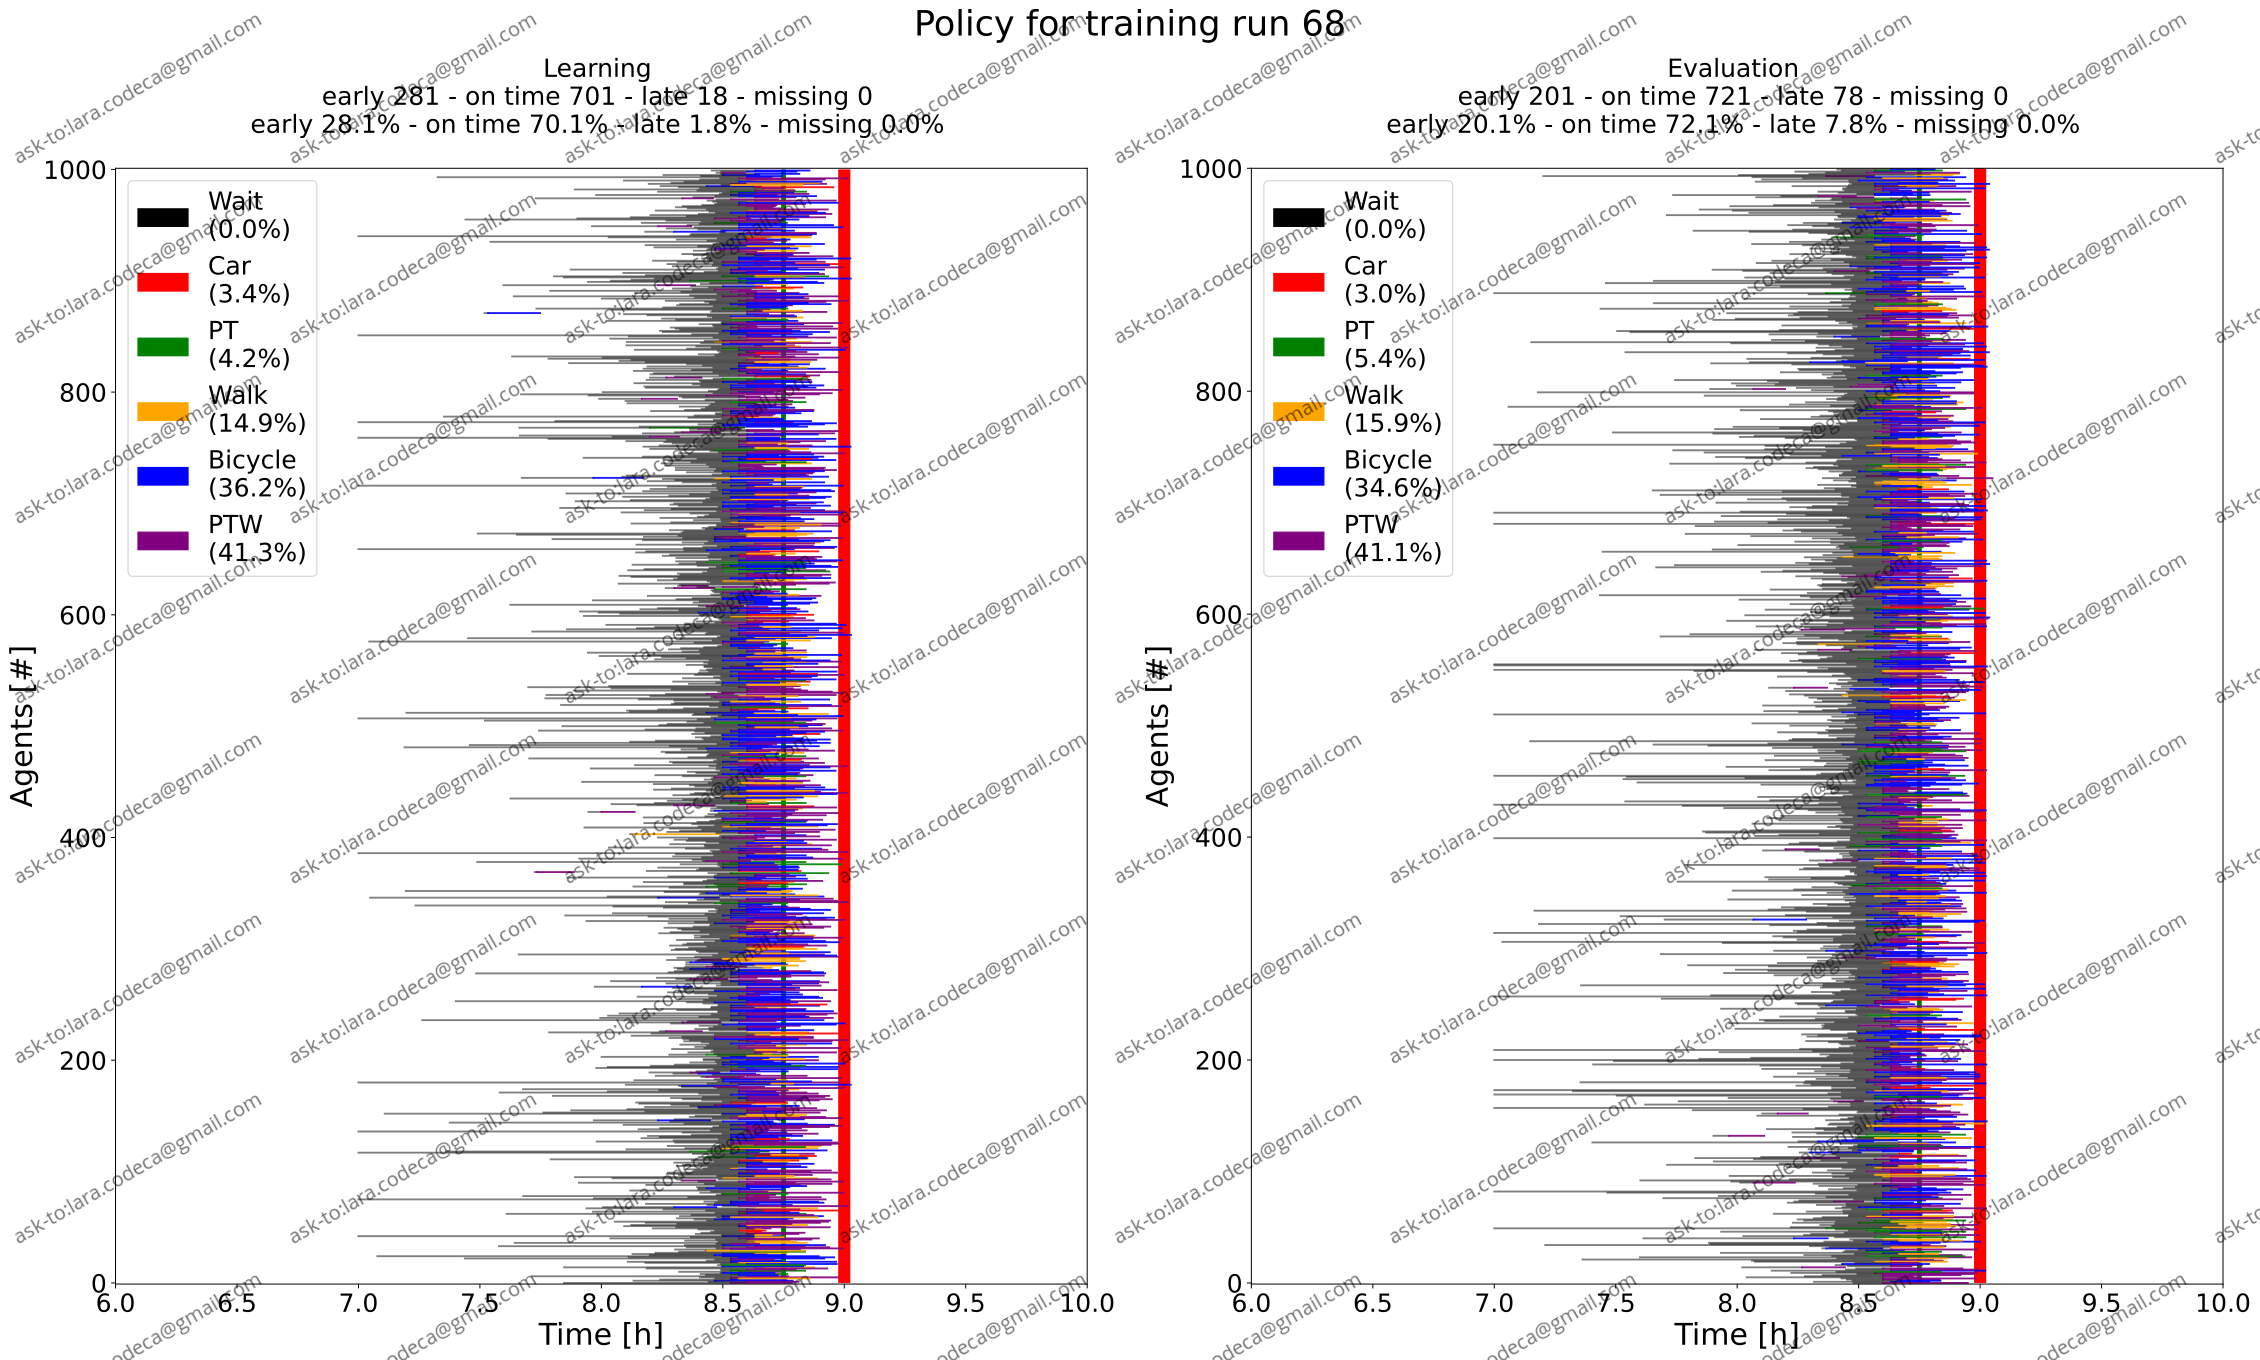 Policy for training run 68
Learning
early 281 - on time 701 - late 18 - missing 0
early 28.1% - on time 70.1% - late 1.8% - missing 0.0%
1000
800
600
400
200
0
Agents [#]
Wait
(0.0%)
Car
(3.4%)
PT
(4.2%)
Walk
(14.9%)
Bicycle
(36.2%)
PTW
(41.3%)
6.0 6.5 7.0 7.5 8.0 8.5 9.0 9.5 10.0
Time [h]
Evaluation
early 201 - on time 721 - late 78 - missing 0
early 20.1% - on time 72.1% - late 7.8% - missing 0.0%
1000
800
600
400
200
0
Agents [#]
Wait
(0.0%)
Car
(3.0%)
PT
(5.4%)
Walk
(15.9%)
Bicycle
(34.6%)
PTW
(41.1%)
6.0 6.5 7.0 7.5 8.0 8.5 9.0 9.5 10.0
Time [h]
ask-to:lara.codeca@gmail.com